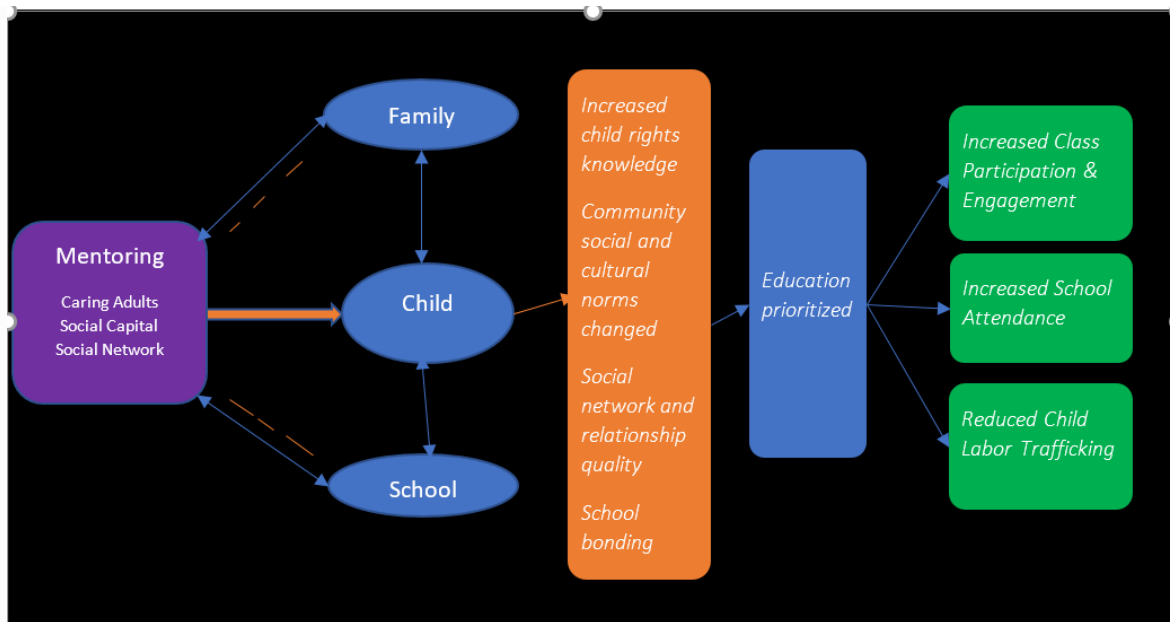 Family
Mentoring
Caring Adults
Social Capital
Social Network
Child
School
Increased
child rights
knowledge
Community
social and
cultural
norms
changed
Social
network and
relationship
quality
School
bonding
Education
prioritized
Increased Class
Participation &
Engagement
Increased School
Attendance
Reduced Child
Labor Trafficking